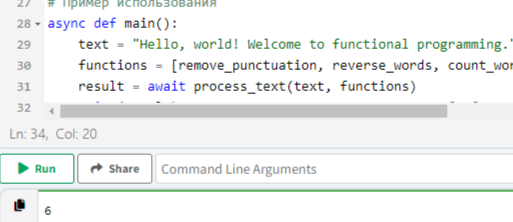 27 # Пример использования
28 async def main():
29 text = "Hello, world! Welcome to functional programming."
30 functions = [remove_punctuation, reverse_words, count_wor
31 result = await process_text(text, functions)
32
Ln: 34, Col: 20
Run Share Command Line Arguments
6